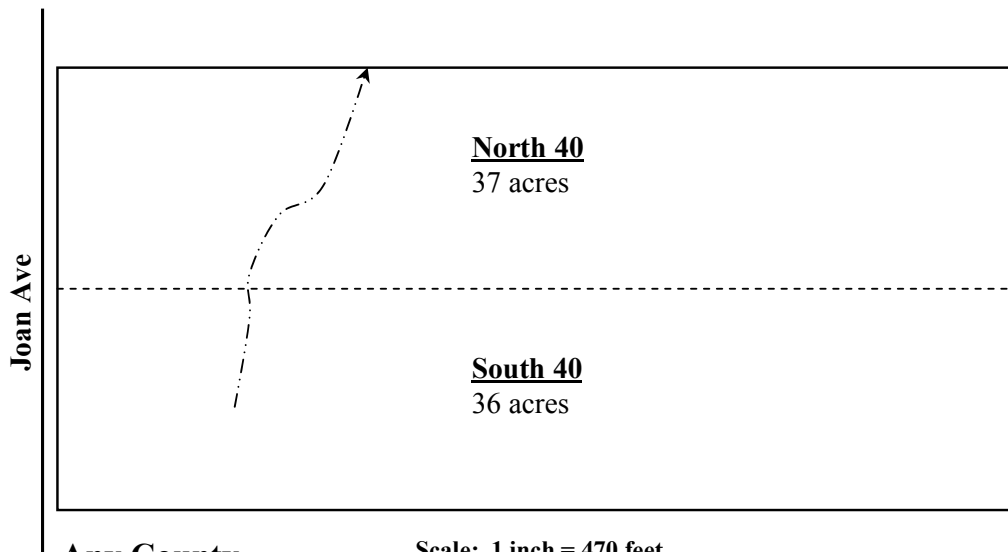 North 40
37 acres
Joan Ave
South 40
36 acres
Any County
Scale: 1 inch = 470 feet